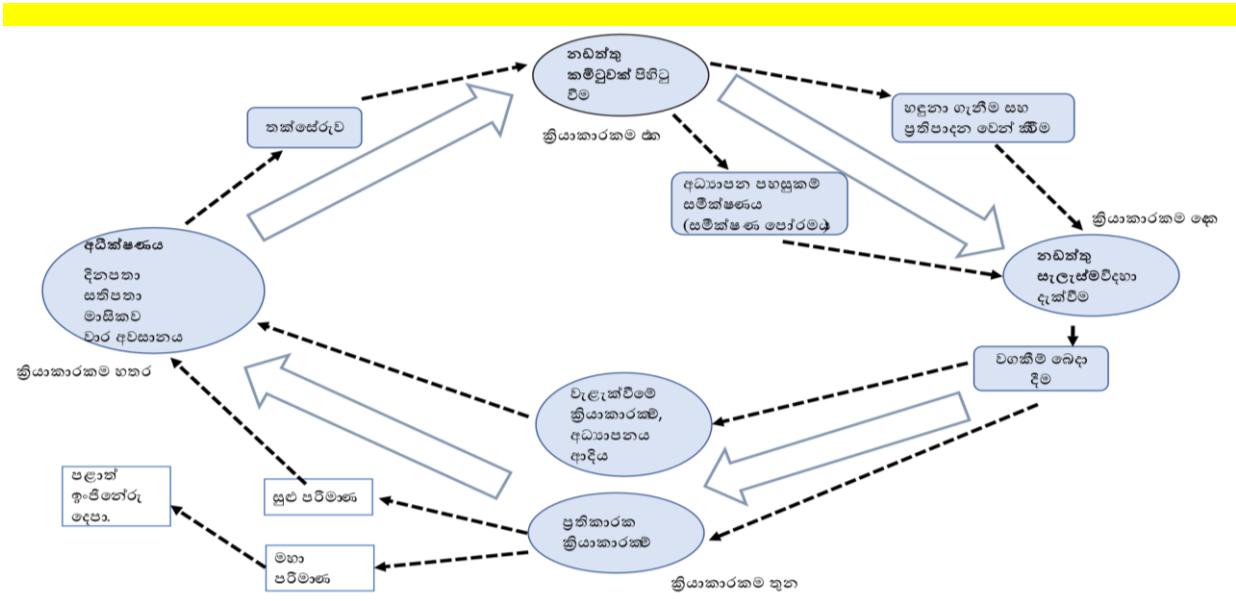 නඩත්තු
කමිටුවක් පිහිටු
වීම
ක්‍රියාකාරකම එක
හඳුනා ගැනීම සහ
ප්‍රතිපාදන වෙන් කිරීම
තක්සේරුව
අධ්‍යාපන පහසුකම්
සමීක්ෂණය
(සමීක්ෂණ පෝරමය)
ක්‍රියාකාරකම දෙක
නඩත්තු
සැලැස්මවිදහා
දැක්වීම
අධීක්ෂණය
දිනපතා
සතිපතා
මාසිකව
වාර අවසානය
ක්‍රියාකාරකම හතර
වගකීම් බෙදා
දීම
වැළැක්වීමේ
ක්‍රියාකාරකම්,
අධ්‍යාපනය
ආදිය
පළාත්
ඉංජිනේරු
දෙපා.
සුළු පරිමාණ
ප්‍රතිකාරක
ක්‍රියාකාරකම්
මහා
පරිමාණ
ක්‍රියාකාරකම තුන